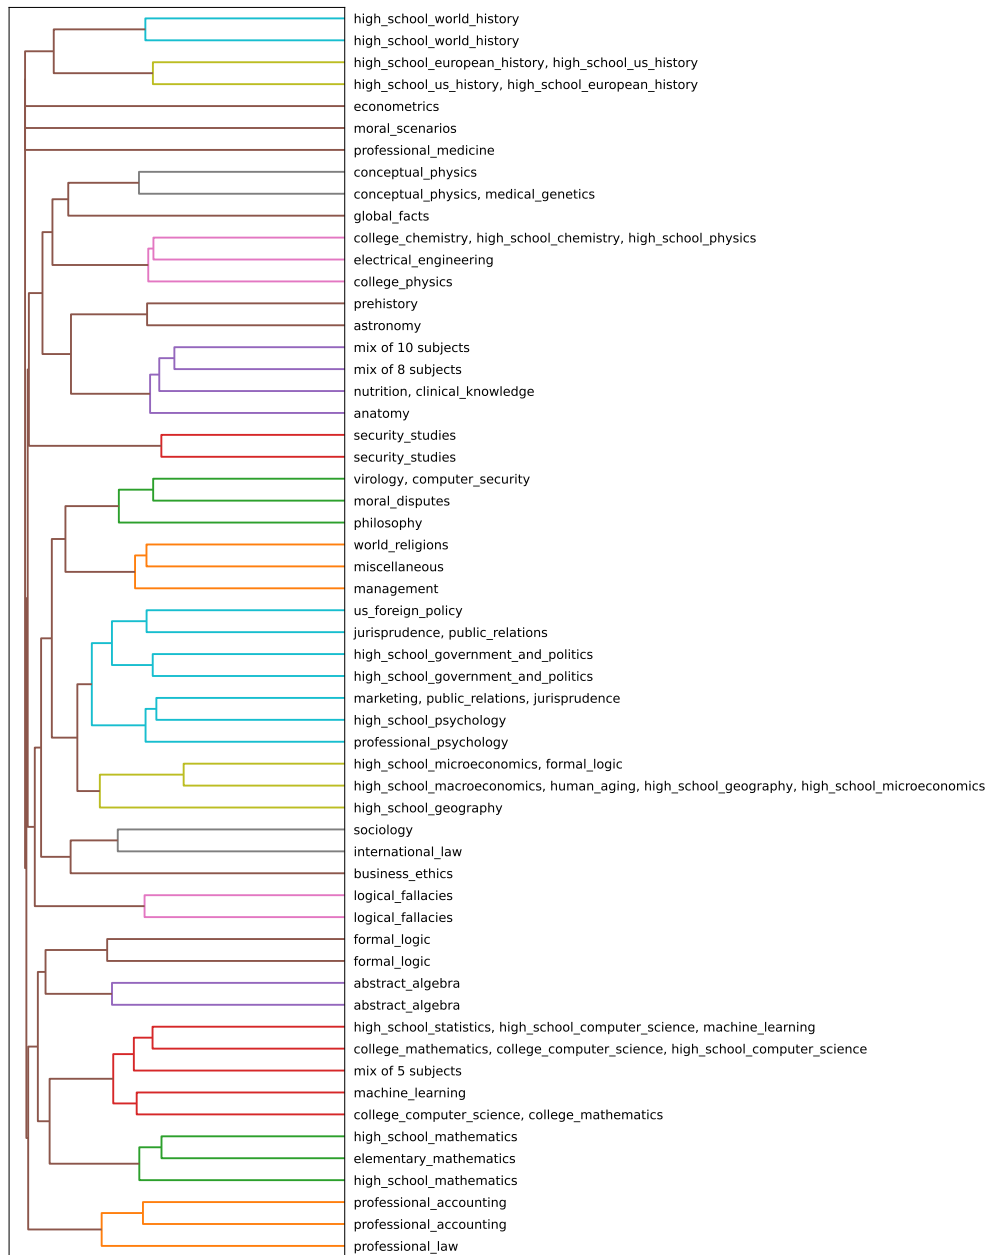 high_school_world_history
high_school_world_history
high_school_european_history, high_school_us_history
high_school_us_history, high_school_european_history
econometrics
moral_scenarios
professional_medicine
conceptual_physics
conceptual_physics, medical_genetics
global_facts
college_chemistry, high_school_chemistry, high_school_physics
electrical_engineering
college_physics
prehistory
astronomy
mix of 10 subjects
mix of 8 subjects
nutrition, clinical_knowledge
anatomy
security_studies
security_studies
virology, computer_security
moral_disputes
philosophy
world_religions
miscellaneous
management
us_foreign_policy
jurisprudence, public_relations
high_school_government_and_politics
high_school_government_and_politics
marketing, public_relations, jurisprudence
high_school_psychology
professional_psychology
high_school_microeconomics, formal_logic
high_school_macroeconomics, human_aging, high_school_geography, high_school_microeconomics
high_school_geography
sociology
international_law
business_ethics
logical_fallacies
logical_fallacies
formal_logic
formal_logic
abstract_algebra
abstract_algebra
high_school_statistics, high_school_computer_science, machine_learning
college_mathematics, college_computer_science, high_school_computer_science
mix of 5 subjects
machine_learning
college_computer_science, college_mathematics
high_school_mathematics
elementary_mathematics
high_school_mathematics
professional_accounting
professional_accounting
professional_law